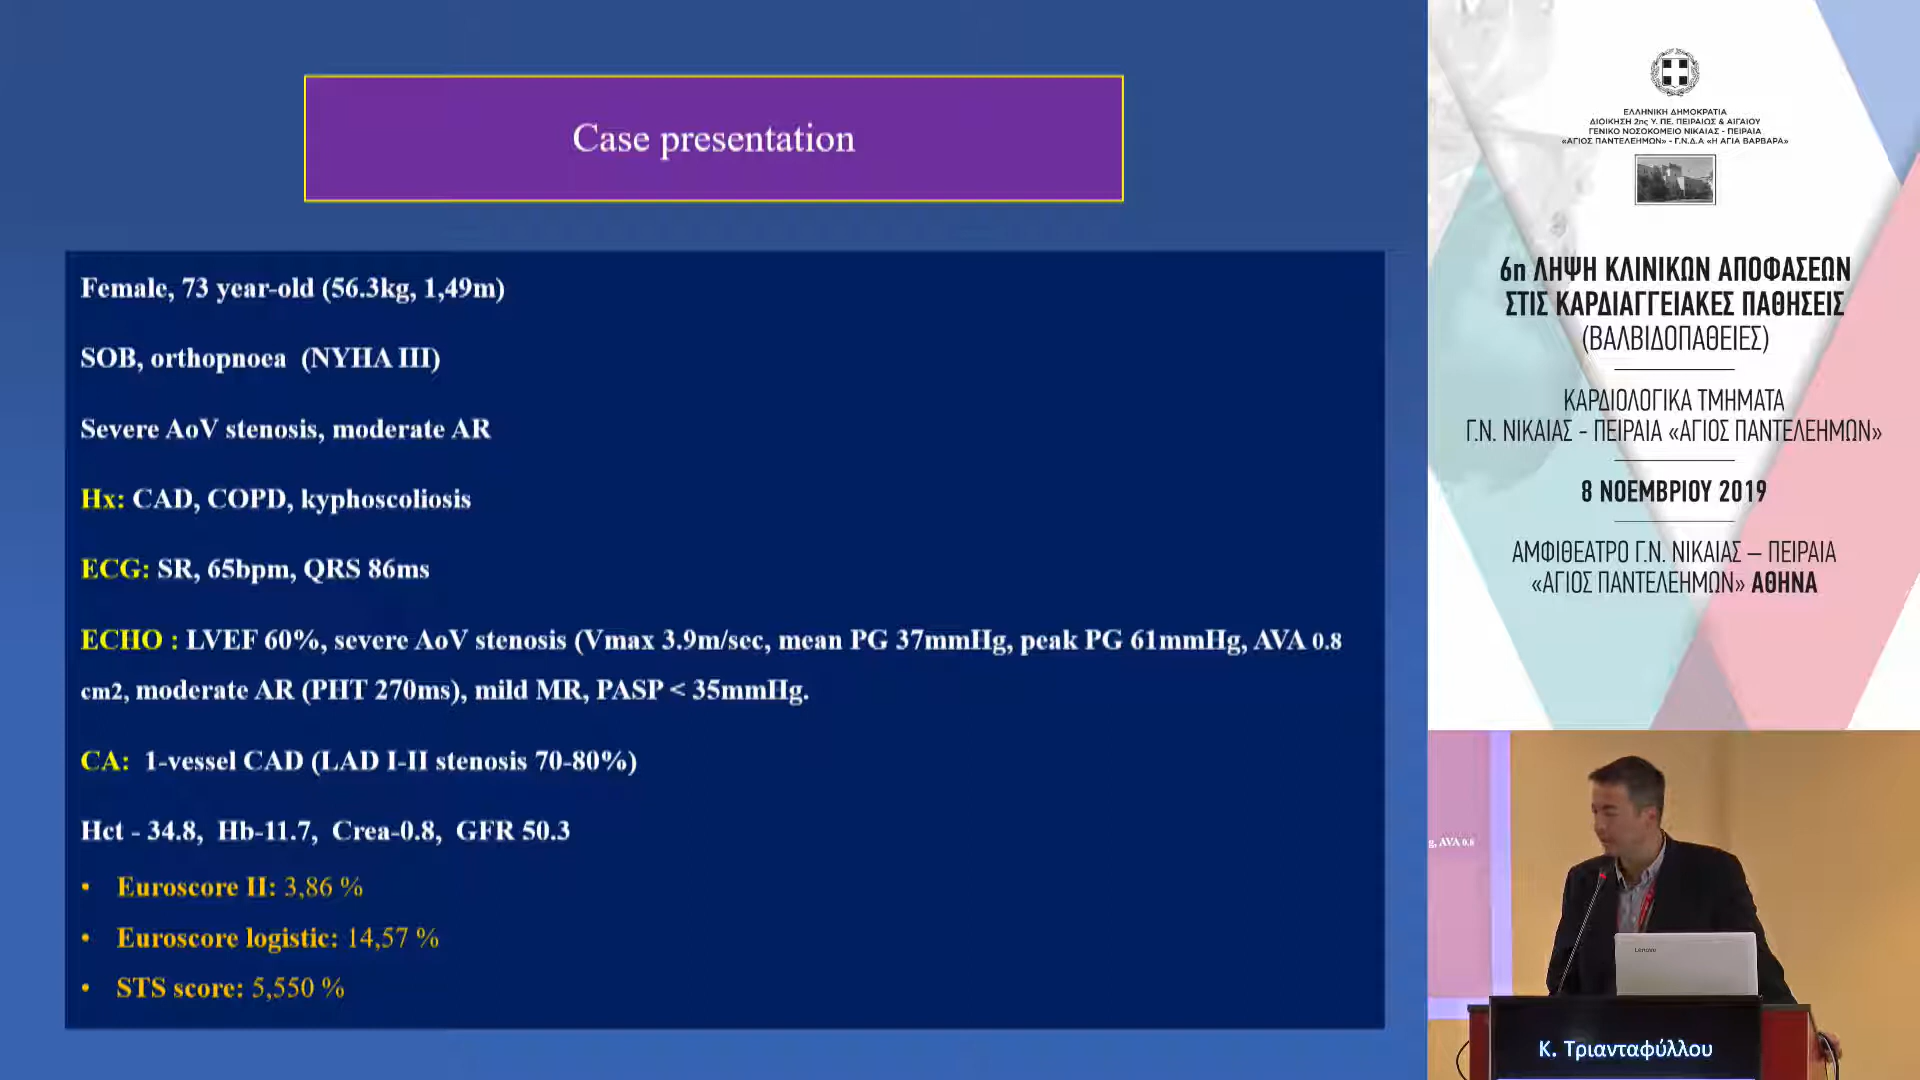 Case presentation
Female, 73 year-old (56.3kg, 1,49m)
SOB, orthopnoea (NYHA III)
Severe AoV stenosis, moderate AR
Hx: CAD, COPD, kyphoscoliosis
ECG: SR, 65bpm, QRS 86ms
ECHO : LVEF 60%, severe AoV stenosis (Vmax 3.9m/sec, mean PG 37mmHg, peak PG 61mmHg, AVA 0.8
cm2, moderate AR (PHT 270ms), mild MR, PASP < 35mmHg.
CA: 1-vessel CAD (LAD I-II stenosis 70-80%)
Hct - 34.8, Hb-11.7, Crea-0.8, GFR 50.3
• Euroscore II: 3,86 %
• Euroscore logistic: 14,57 %
• STS score: 5,550 %
ΕΛΛΗΝΙΚΗ ΔΗΜΟΚΡΑΤΙΑ
ΔΙΟΙΚΗΣΗ 2ης Υ. ΠΕ. ΠΕΙΡΑΙΩΣ & ΑΙΓΑΙΟΥ
ΓΕΝΙΚΟ ΝΟΣΟΚΟΜΕΙΟ ΝΙΚΑΙΑΣ - ΠΕΙΡΑΙΑ
«ΑΓΙΟΣ ΠΑΝΤΕΛΕΗΜΩΝ» - Γ.Ν.Δ.Α «Η ΑΓΙΑ ΒΑΡΒΑΡΑ»
6η ΛΗΨΗ ΚΛΙΝΙΚΩΝ ΑΠΟΦΑΣΕΩΝ
ΣΤΙΣ ΚΑΡΔΙΑΓΓΕΙΑΚΕΣ ΠΑΘΗΣΕΙΣ
(ΒΑΛΒΙΔΟΠΑΘΕΙΕΣ)
ΚΑΡΔΙΟΛΟΓΙΚΑ ΤΜΗΜΑΤΑ
Γ.Ν. ΝΙΚΑΙΑΣ - ΠΕΙΡΑΙΑ «ΑΓΙΟΣ ΠΑΝΤΕΛΕΗΜΩΝ»
8 ΝΟΕΜΒΡΙΟΥ 2019
ΑΜΦΙΘΕΑΤΡΟ Γ.Ν. ΝΙΚΑΙΑΣ – ΠΕΙΡΑΙΑ
«ΑΓΙΟΣ ΠΑΝΤΕΛΕΗΜΩΝ» ΑΘΗΝΑ
g, AVA 0.8
Lenovo
Κ. Τριανταφύλλου